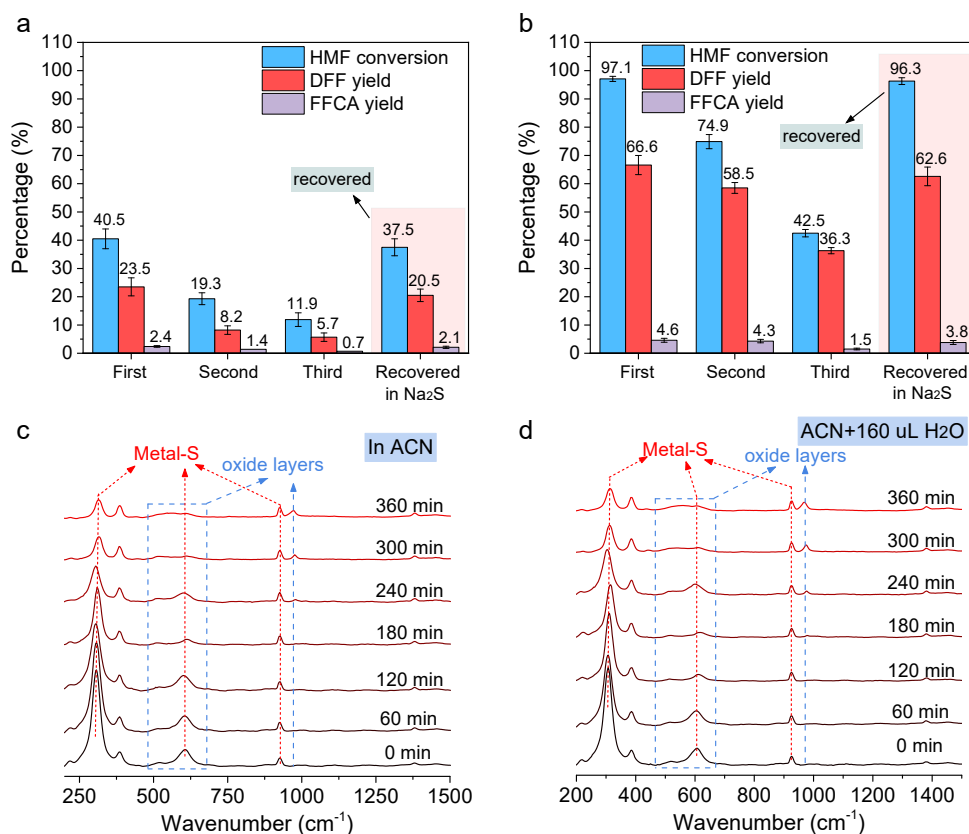 a
110
100
90
80
70
60
50
40
30
20
10
0
Percentage (%)
HMF conversion
DFF yield
FFCA yield
recovered
40.5
23.5
2.4
19.3
8.2
1.4
11.9
5.7
0.7
37.5
20.5
2.1
First
Second
Third
Recovered
in Na2S
b
110
100
90
80
70
60
50
40
30
20
10
0
Percentage (%)
HMF conversion
DFF yield
FFCA yield
recovered
97.1
66.6
4.6
74.9
58.5
4.3
42.5
36.3
1.5
96.3
62.6
3.8
First
Second
Third
Recovered
in Na2S
c
In ACN
Metal-S
oxide layers
360 min
300 min
240 min
180 min
120 min
60 min
0 min
250 500 750 1000 1250 1500
Wavenumber (cm-1)
d
ACN+160 uL H2O
Metal-S
oxide layers
360 min
300 min
240 min
180 min
120 min
60 min
0 min
200 400 600 800 1000 1200 1400
Wavenumber (cm-1)